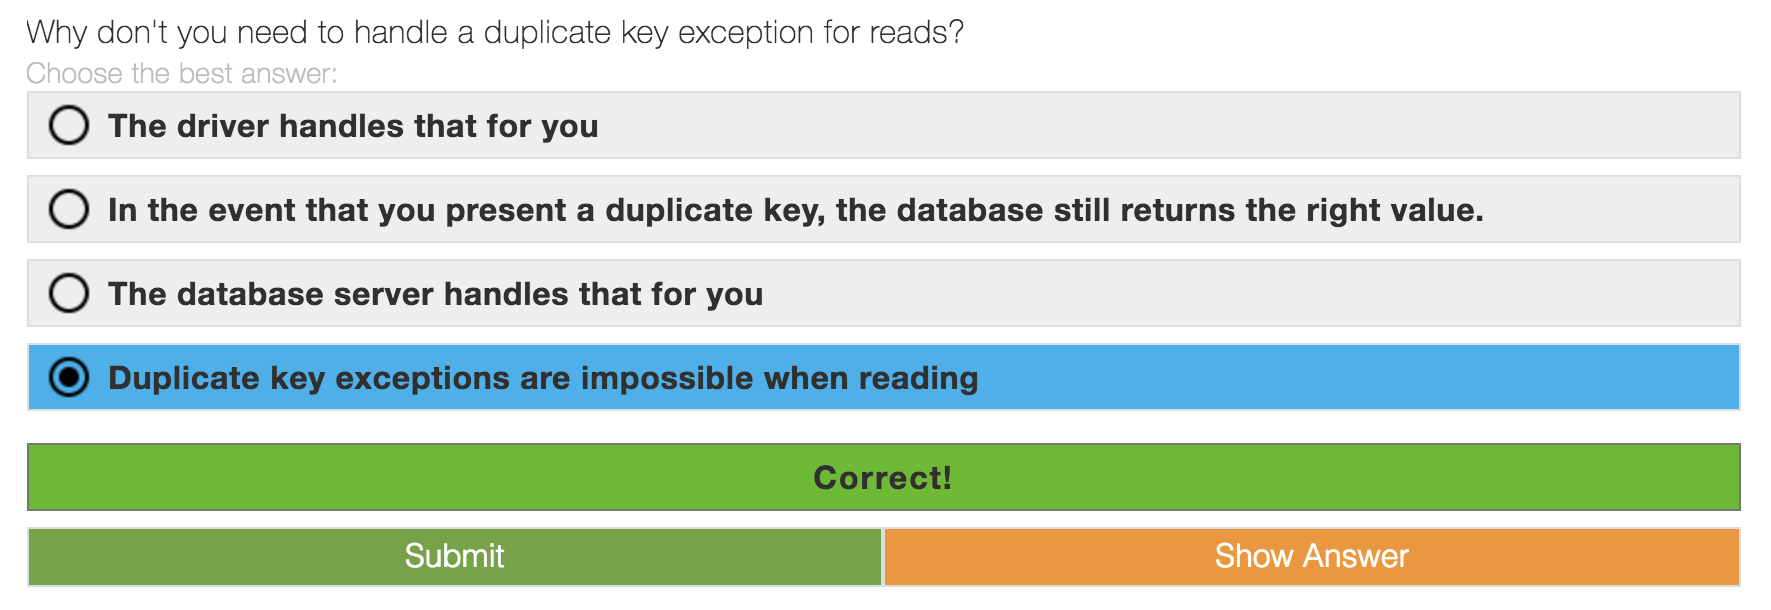 Why don't you need to handle a duplicate key exception for reads?
Choose the best answer:
The driver handles that for you
In the event that you present a duplicate key, the database still returns the right value.
The database server handles that for you
Duplicate key exceptions are impossible when reading
Correct!
Submit
Show Answer